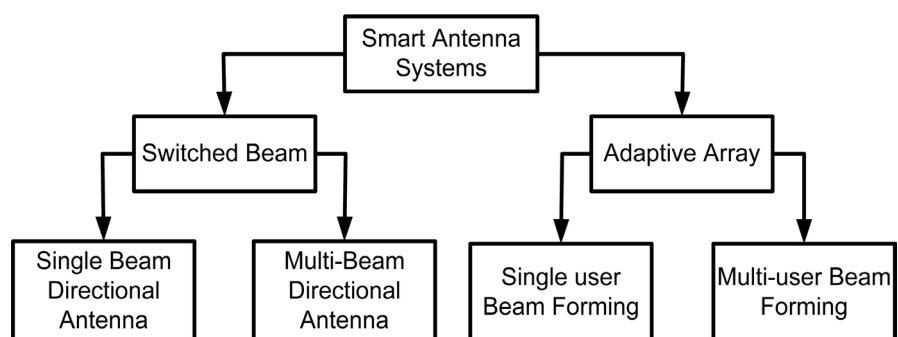 Smart Antenna
Systems
Switched Beam
Adaptive Array
Single Beam
Directional
Antenna
Multi-Beam
Directional
Antenna
Single user
Beam Forming
Multi-user Beam
Forming